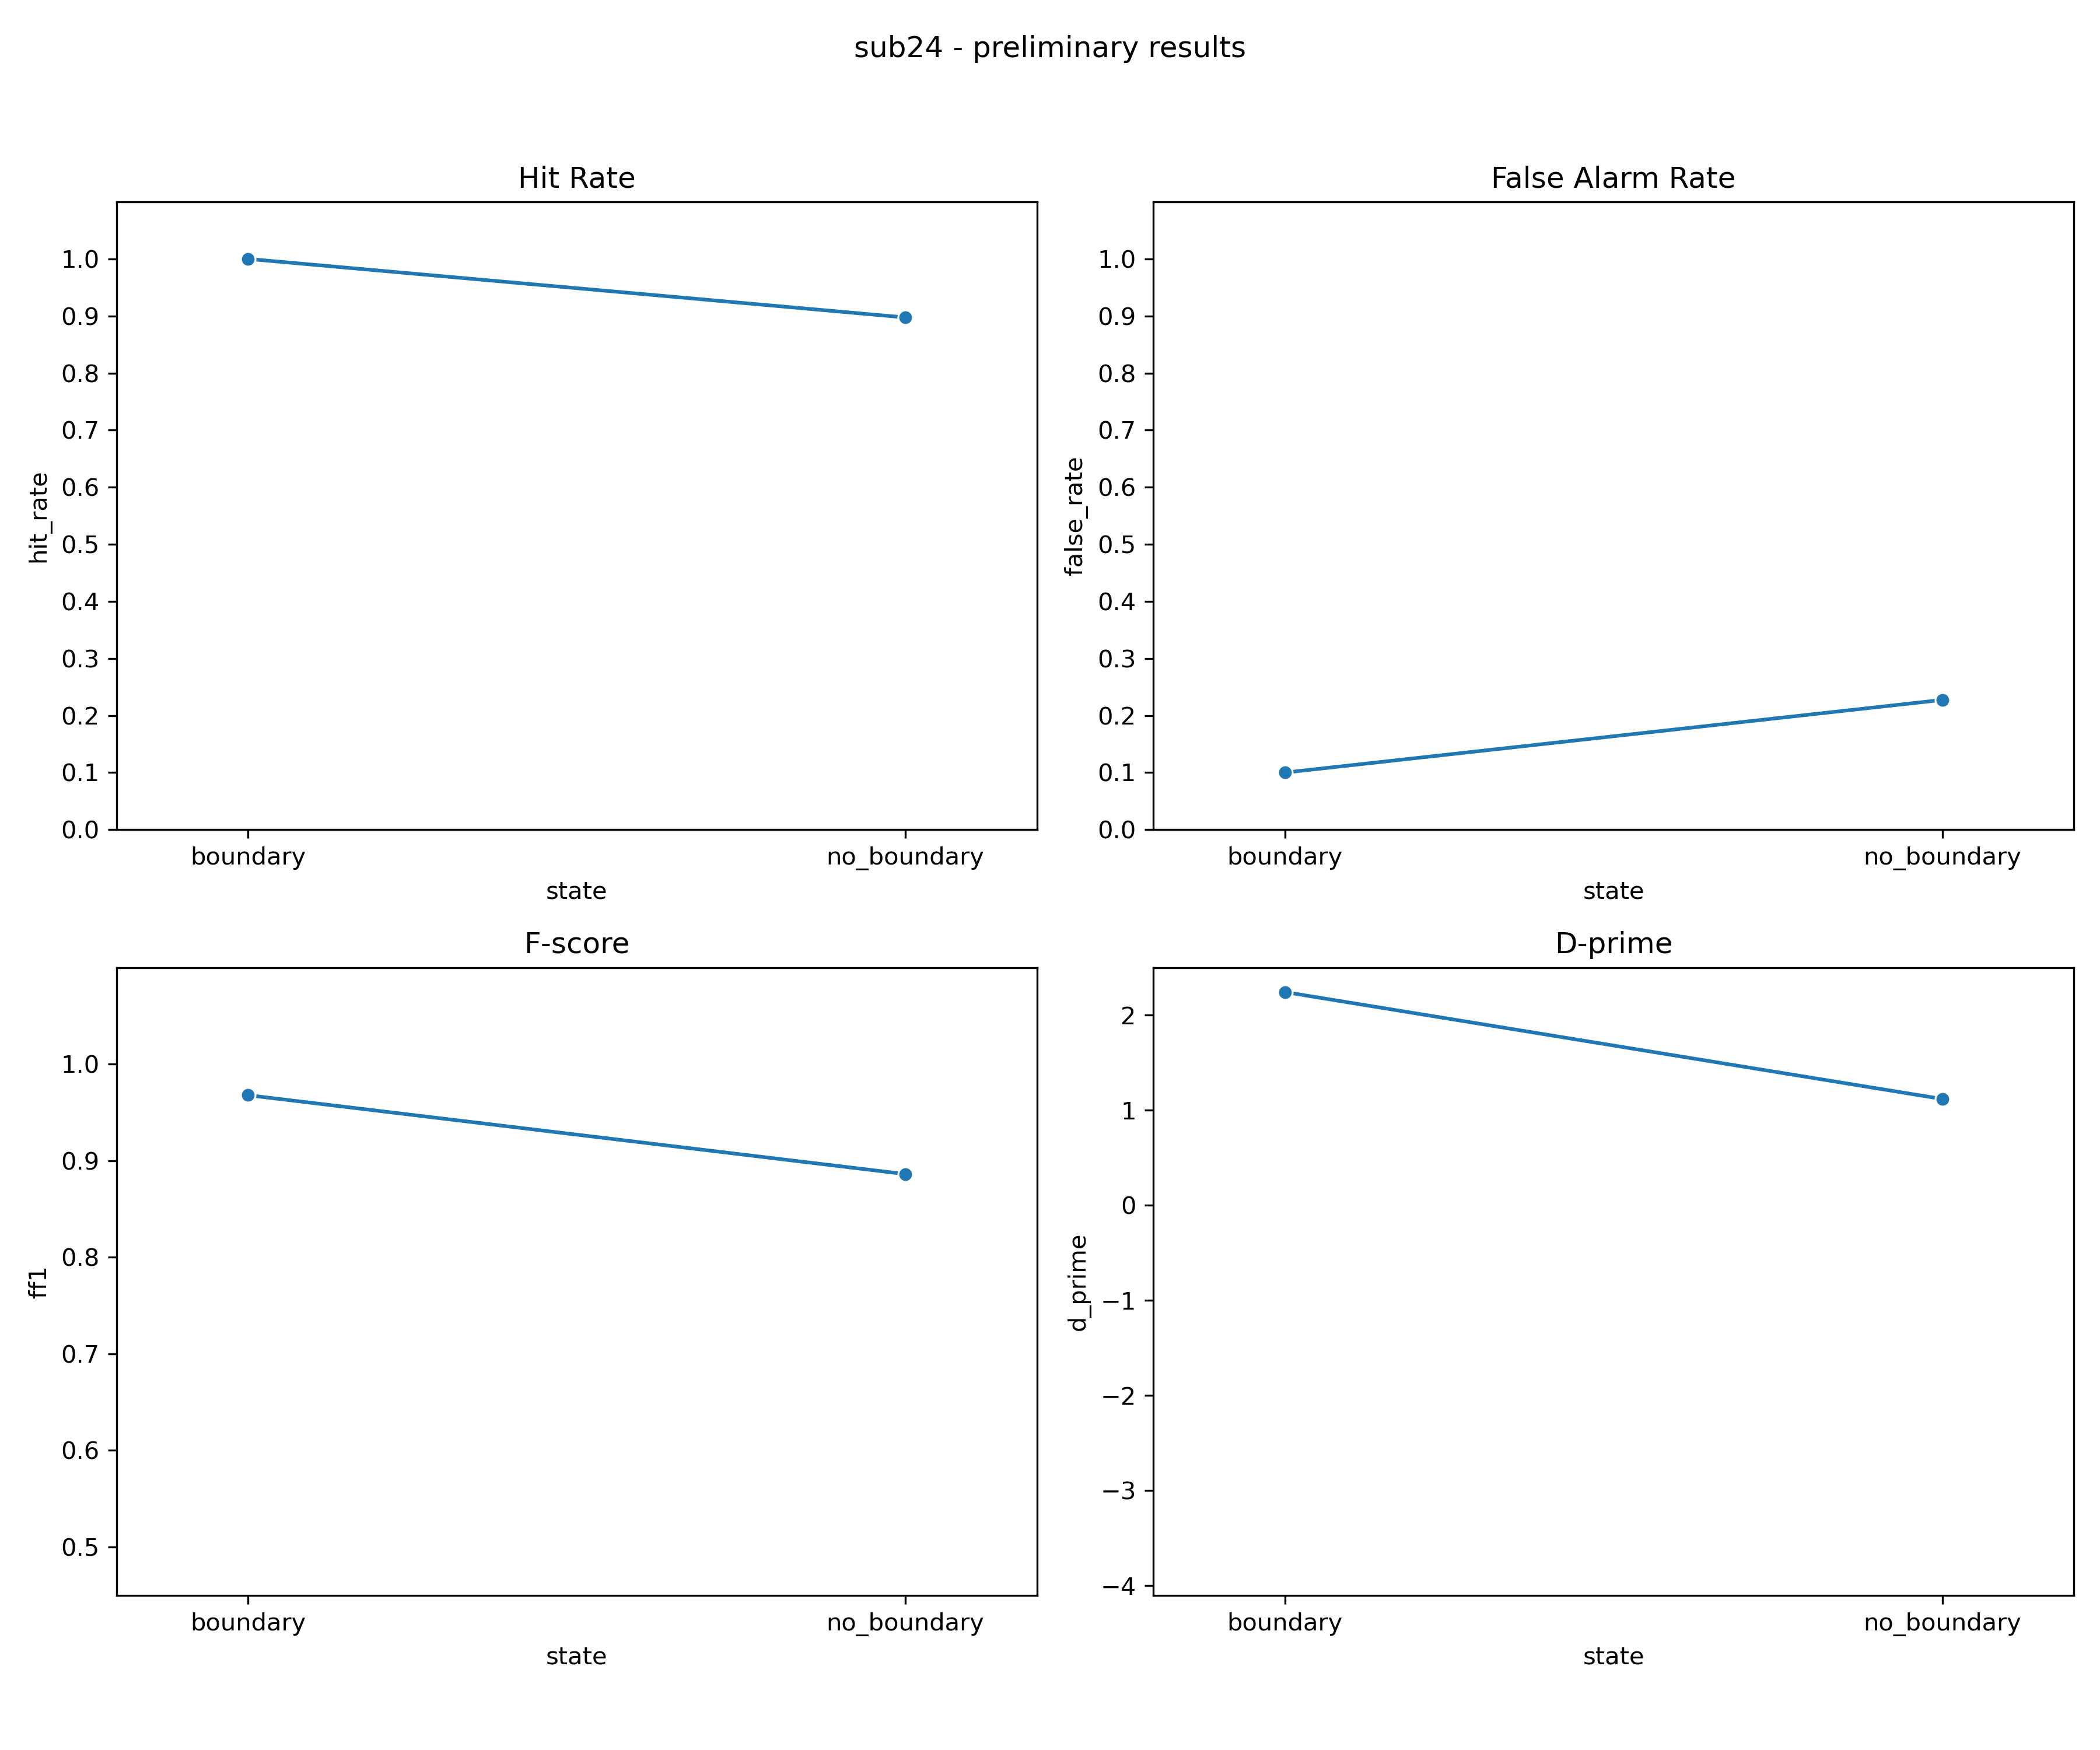 sub24 - preliminary results
Hit Rate
1.0
0.9
0.8
0.7
0.6
0.5
0.4
0.3
0.2
0.1
0.0
hit_rate
boundary
no_boundary
state
False Alarm Rate
1.0
0.9
0.8
0.7
0.6
0.5
0.4
0.3
0.2
0.1
0.0
false_rate
boundary
no_boundary
state
F-score
1.0
0.9
0.8
0.7
0.6
0.5
ff1
boundary
no_boundary
state
D-prime
2
1
0
−1
−2
−3
−4
d_prime
boundary
no_boundary
state